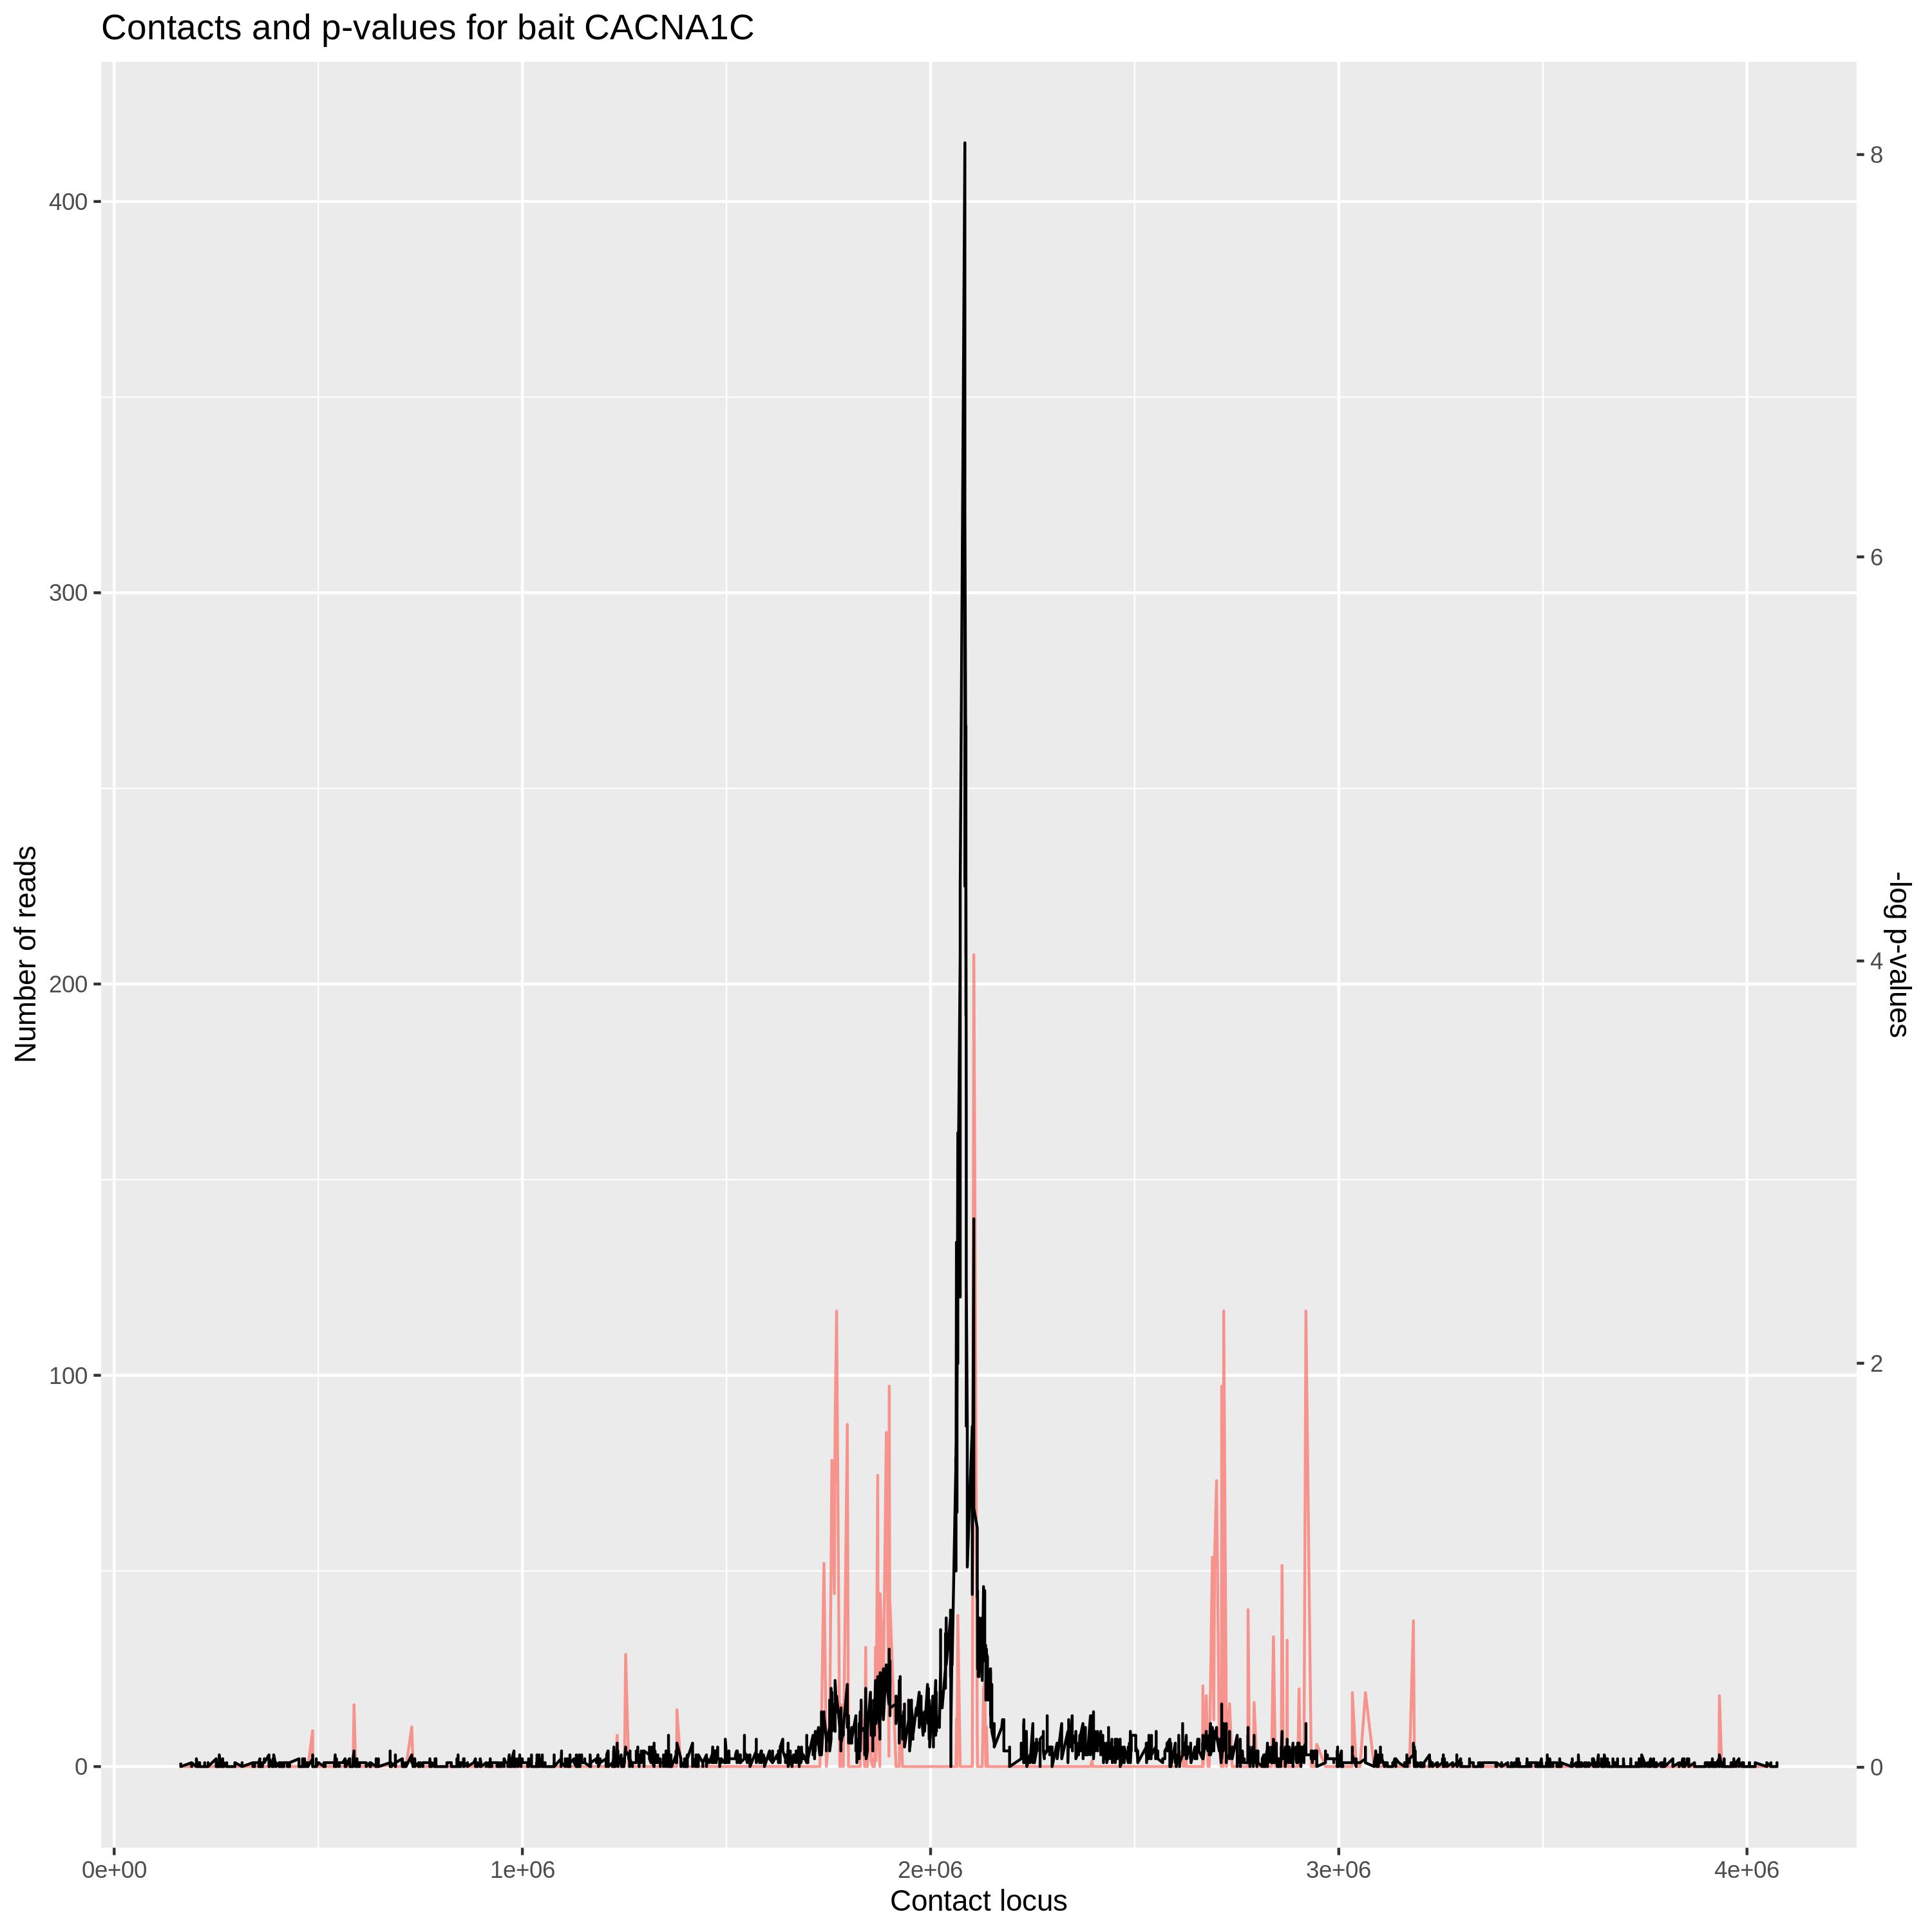 Contacts and p-values for bait CACNA1C
Number of reads
400
300
200
100
0
8
6
4
2
0
-log p-values
0e+00 1e+06 2e+06 3e+06 4e+06
Contact locus